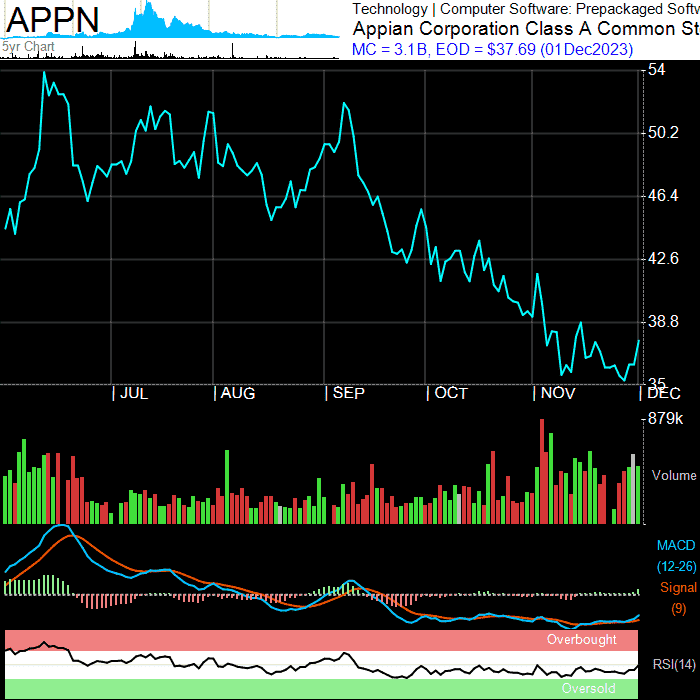 APPN
5yr Chart
Technology | Computer Software: Prepackaged Softw
Appian Corporation Class A Common St
MC = 3.1B, EOD = $37.69 (01Dec2023)
54
50.2
46.4
42.6
38.8
35
| JUL | AUG | SEP | OCT | NOV | DEC
879k
Volume
MACD
(12-26)
Signal
(9)
Overbought
RSI(14)
Oversold